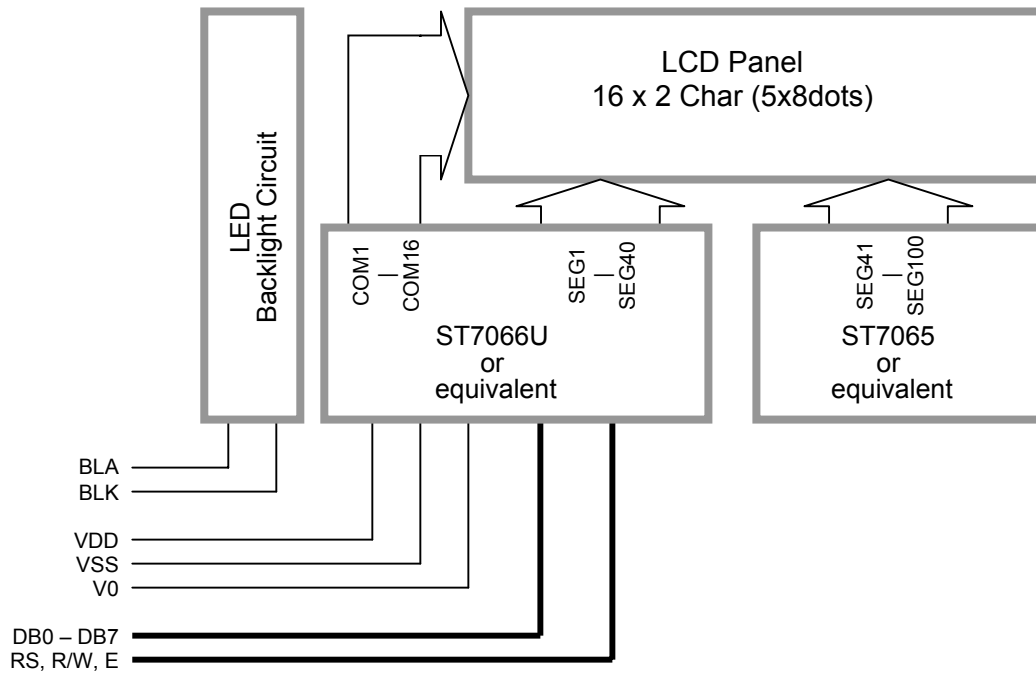 LCD Panel
16 x 2 Char (5x8dots)
LED
Backlight Circuit
COM1
—
COM16
SEG1
—
SEG40
ST7066U
or
equivalent
SEG41
—
SEG100
ST7065
or
equivalent
BLA
BLK
VDD
VSS
V0
DB0 – DB7
RS, R/W, E